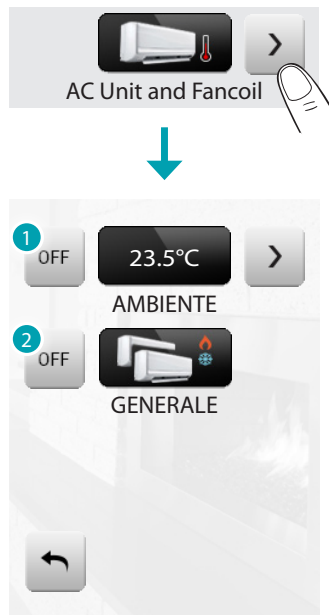 AC Unit and Fancoil
1
OFF
23.5°C
AMBIENTE
2
OFF
GENERALE